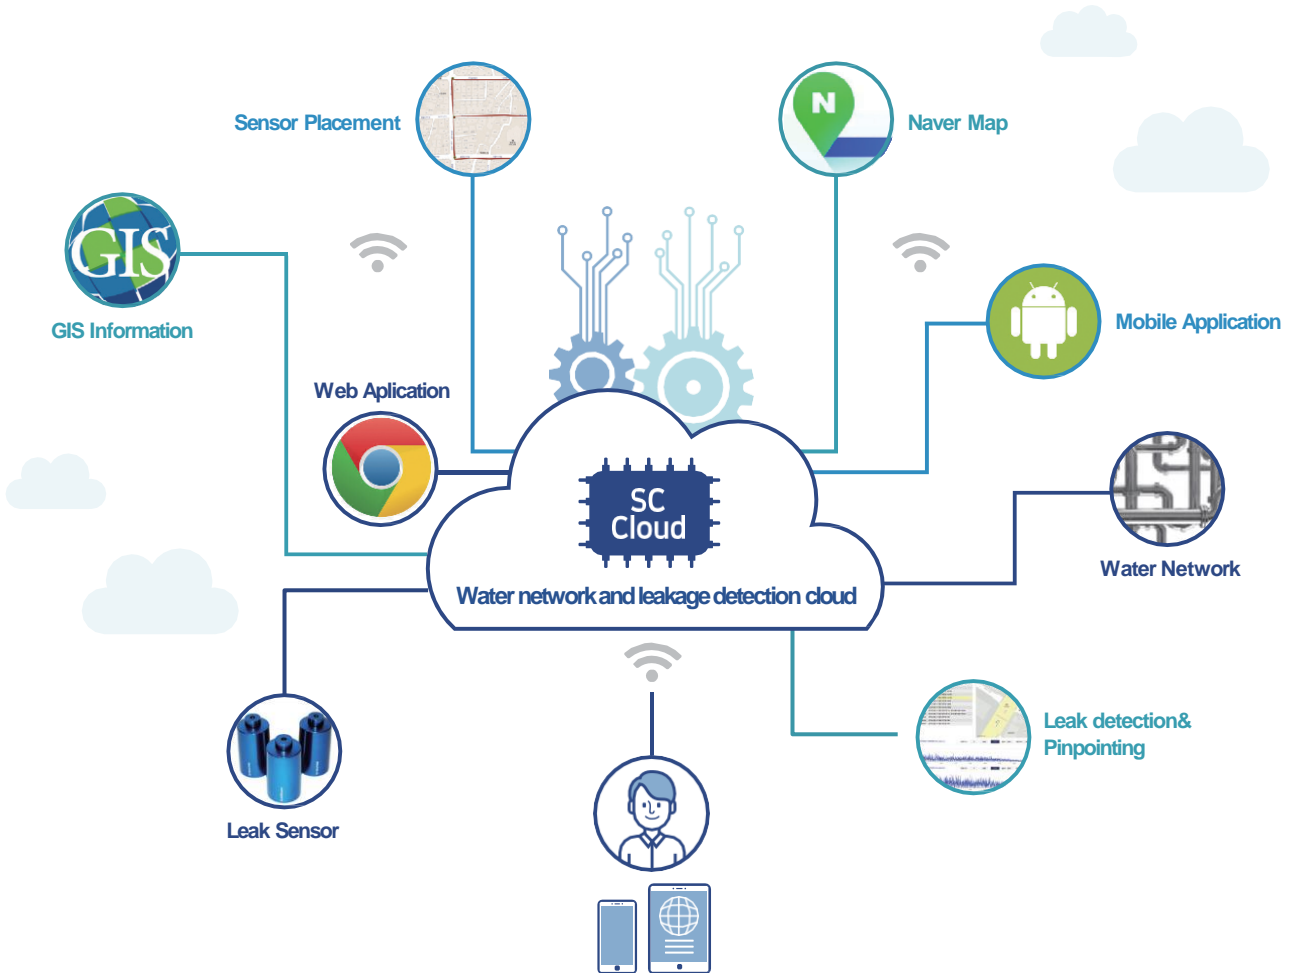 Sensor Placement
N
Naver Map
GIS
GIS Information
Mobile Application
Web Aplication
SC
Cloud
Water network and leakage detection cloud
Water Network
Leak detection&
Pinpointing
Leak Sensor